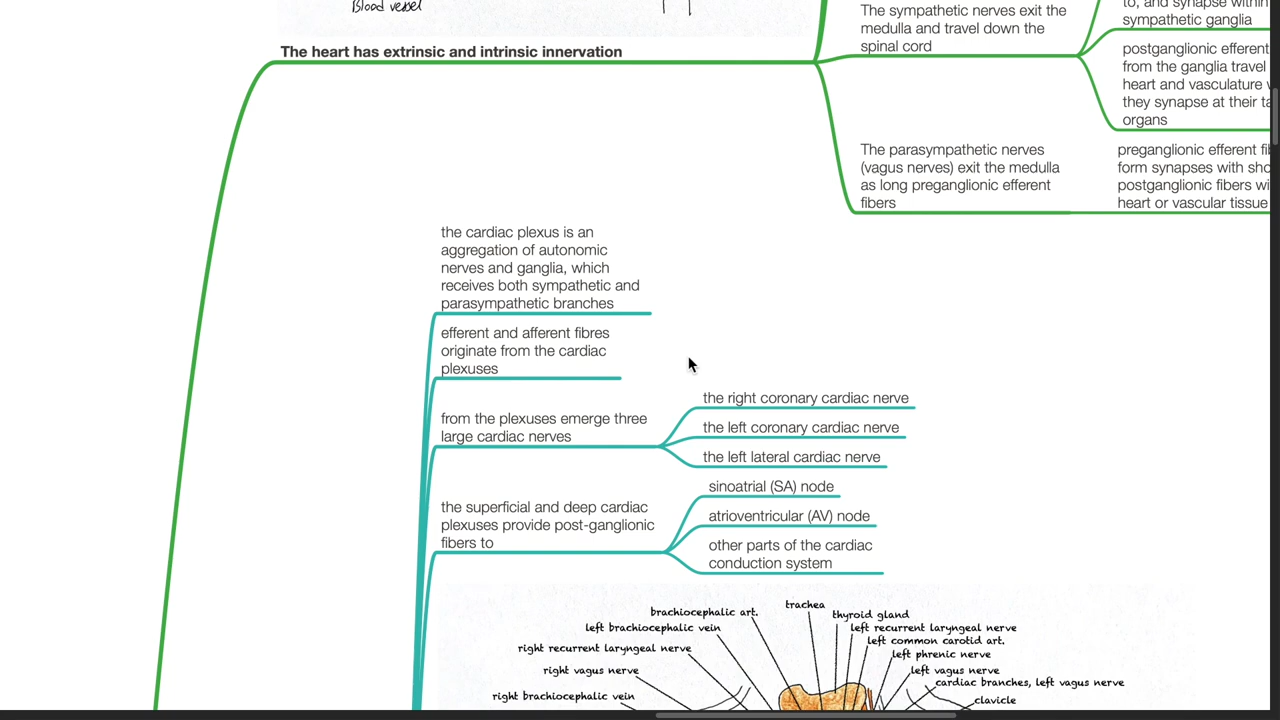 Blood vessel
The heart has extrinsic and intrinsic innervation
The sympathetic nerves exit the
medulla and travel down the
spinal cord
to, and synapse within
sympathetic ganglia
postganglionic efferent
from the ganglia travel
heart and vasculature
they synapse at their
organs
The parasympathetic nerves
(vagus nerves) exit the medulla
as long preganglionic efferent
fibers
preganglionic efferent
form synapses with
postganglionic fibers
heart or vascular tissue
the cardiac plexus is an
aggregation of autonomic
nerves and ganglia, which
receives both sympathetic and
parasympathetic branches
efferent and afferent fibres
originate from the cardiac
plexuses
from the plexuses emerge three
large cardiac nerves
the right coronary cardiac nerve
the left coronary cardiac nerve
the left lateral cardiac nerve
the superficial and deep cardiac
plexuses provide post-ganglionic
fibers to
sinoatrial (SA) node
atrioventricular (AV) node
other parts of the cardiac
conduction system
trachea
brachiocephalic art.
thyroid gland
left brachiocephalic vein
left recurrent laryngeal nerve
left common carotid art.
right recurrent laryngeal nerve
left phrenic nerve
right vagus nerve
left vagus nerve
cardiac branches, left vagus nerve
right brachiocephalic vein
clavicle